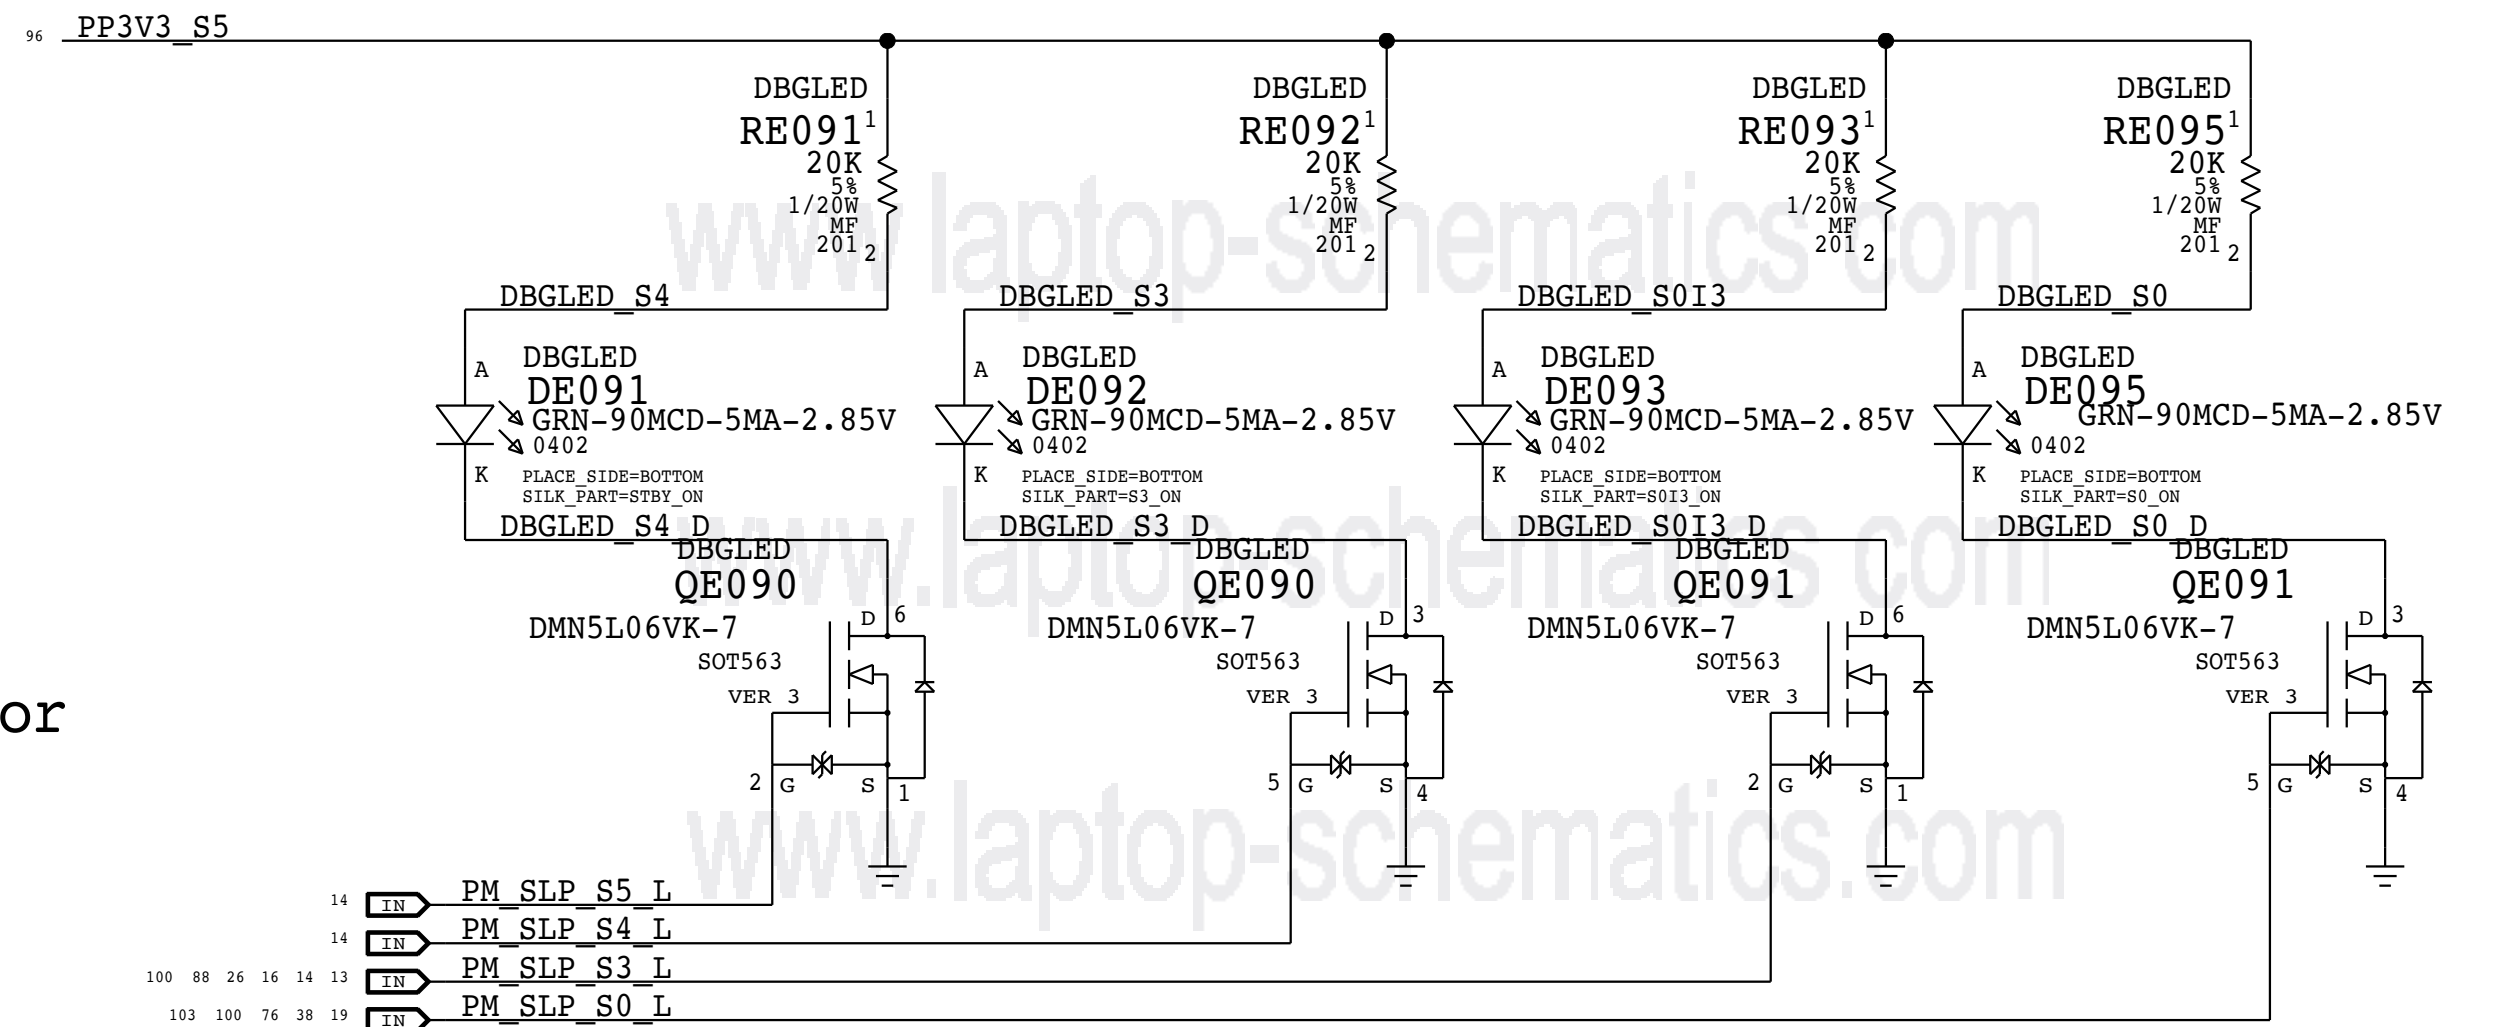 96 PP3V3_S5
DBGLED
RE091 1
20K
5%
1/20W
MF
201 2
DBGLED
RE092 1
20K
5%
1/20W
MF
201 2
DBGLED
RE093 1
20K
5%
1/20W
MF
201 2
DBGLED
RE095 1
20K
5%
1/20W
MF
201 2
www.laptop-schematics.com
DBGLED_S4
A DBGLED
DE091
GRN-90MCD-5MA-2.85V
0402
K PLACE_SIDE=BOTTOM
SILK_PART=STBY_ON
DBGLED_S4_D
DBGLED_S3
A DBGLED
DE092
GRN-90MCD-5MA-2.85V
0402
K PLACE_SIDE=BOTTOM
SILK_PART=S3_ON
DBGLED_S3_D
DBGLED_S0I3
A DBGLED
DE093
GRN-90MCD-5MA-2.85V
0402
K PLACE_SIDE=BOTTOM
SILK_PART=S0I3_ON
DBGLED_S0I3_D
DBGLED_S0
A DBGLED
DE095
GRN-90MCD-5MA-2.85V
0402
K PLACE_SIDE=BOTTOM
SILK_PART=S0_ON
DBGLED_S0_D
www.laptop-schematics.com
DBGLED
QE090
DMN5L06VK-7
SOT563
VER 3
D 6
2 G S 1
DBGLED
QE090
DMN5L06VK-7
SOT563
VER 3
D 3
5 G S 4
DBGLED
QE091
DMN5L06VK-7
SOT563
VER 3
D 6
2 G S 1
DBGLED
QE091
DMN5L06VK-7
SOT563
VER 3
D 3
5 G S 4
or
www.laptop-schematics.com
14 IN PM_SLP_S5_L
14 IN PM_SLP_S4_L
100 88 26 16 14 13 IN PM_SLP_S3_L
103 100 76 38 19 IN PM_SLP_S0_L